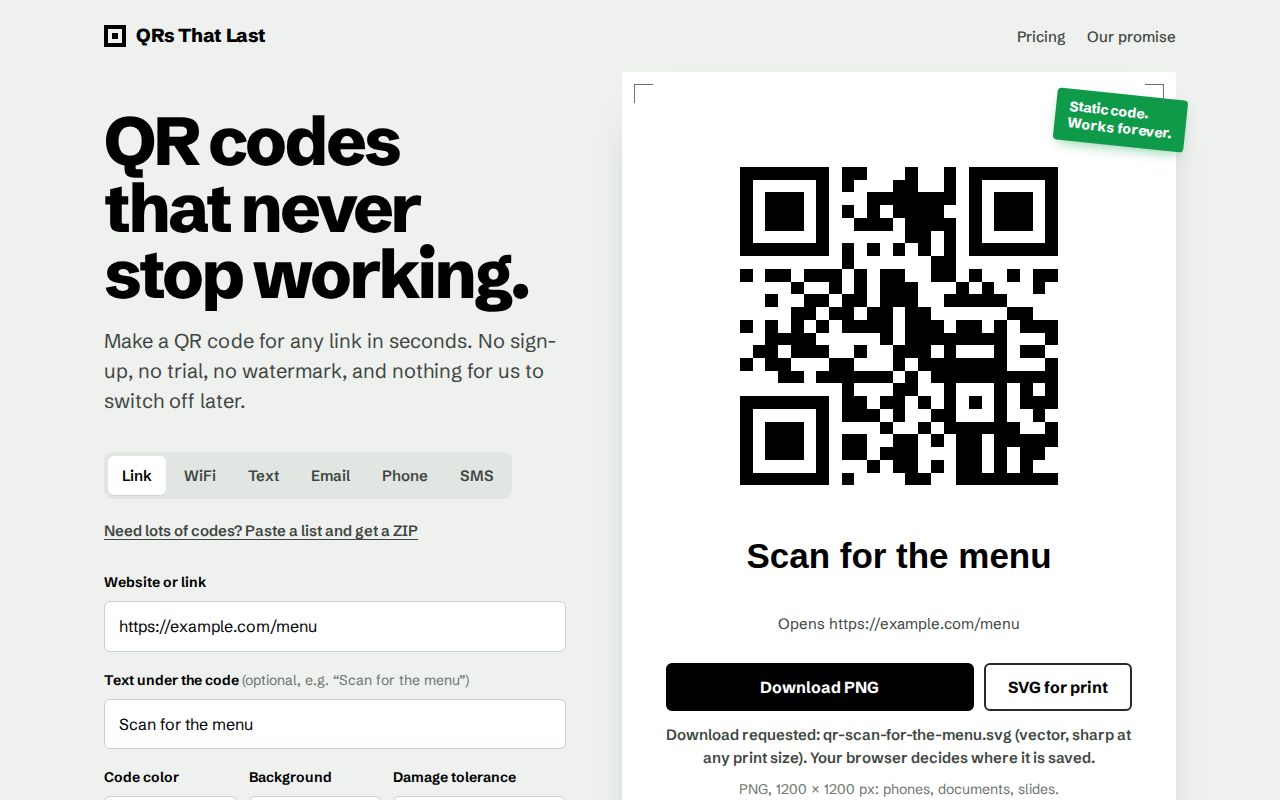 QRs That Last
Pricing
Our promise
QR codes
that never
stop working.
Make a QR code for any link in seconds. No sign-
up, no trial, no watermark, and nothing for us to
switch off later.
Link
WiFi
Text
Email
Phone
SMS
Need lots of codes? Paste a list and get a ZIP
Website or link
https://example.com/menu
Text under the code (optional, e.g. “Scan for the menu”)
Scan for the menu
Code color
Background
Damage tolerance
Static code.
Works forever.
Scan for the menu
Opens https://example.com/menu
Download PNG
SVG for print
Download requested: qr-scan-for-the-menu.svg (vector, sharp at
any print size). Your browser decides where it is saved.
PNG, 1200 × 1200 px: phones, documents, slides.